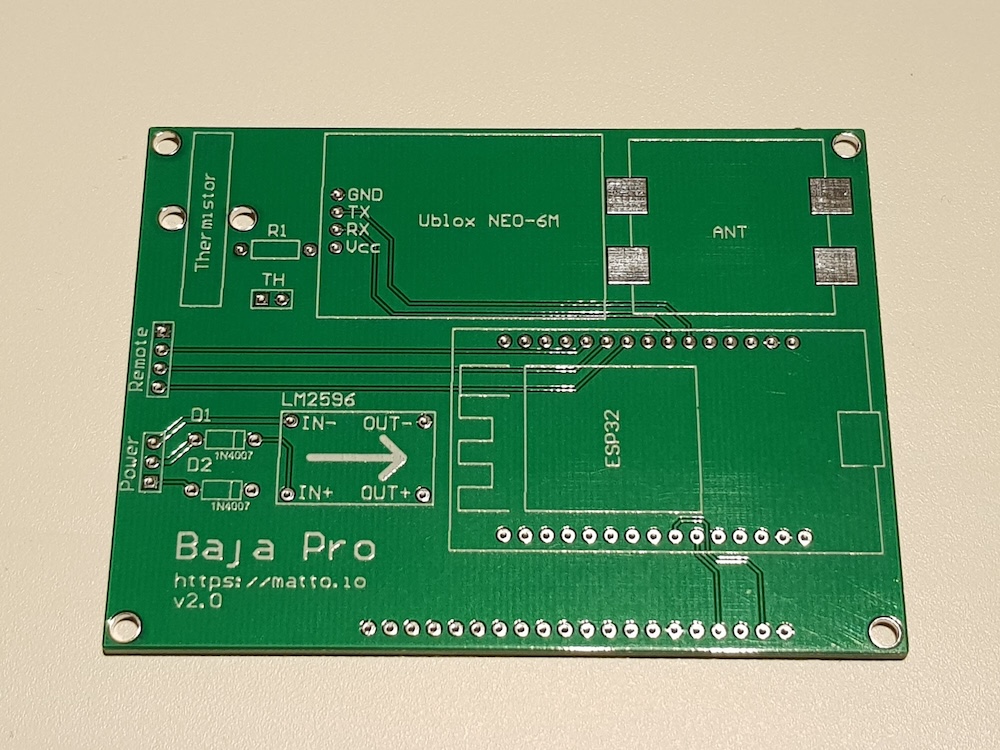 Thermistor
R1
TH
GND
TX
RX
Vcc
Ublox NEO-6M
ANT
Remote
Power
D1
1N4007
D2
1N4007
LM2596
IN-
OUT-
IN+
OUT+
ESP32
Baja Pro
https://matto.io
v2.0